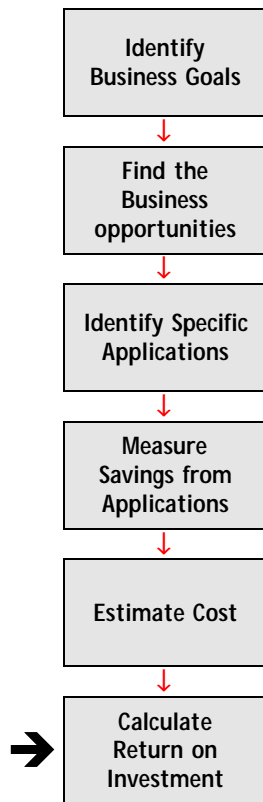 Identify
Business Goals
Find the
Business
opportunities
Identify Specific
Applications
Measure
Savings from
Applications
Estimate Cost
Calculate
Return on
Investment